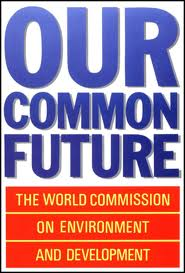 OUR
COMMON
FUTURE
THE WORLD COMMISSION
ON ENVIRONMENT
AND DEVELOPMENT